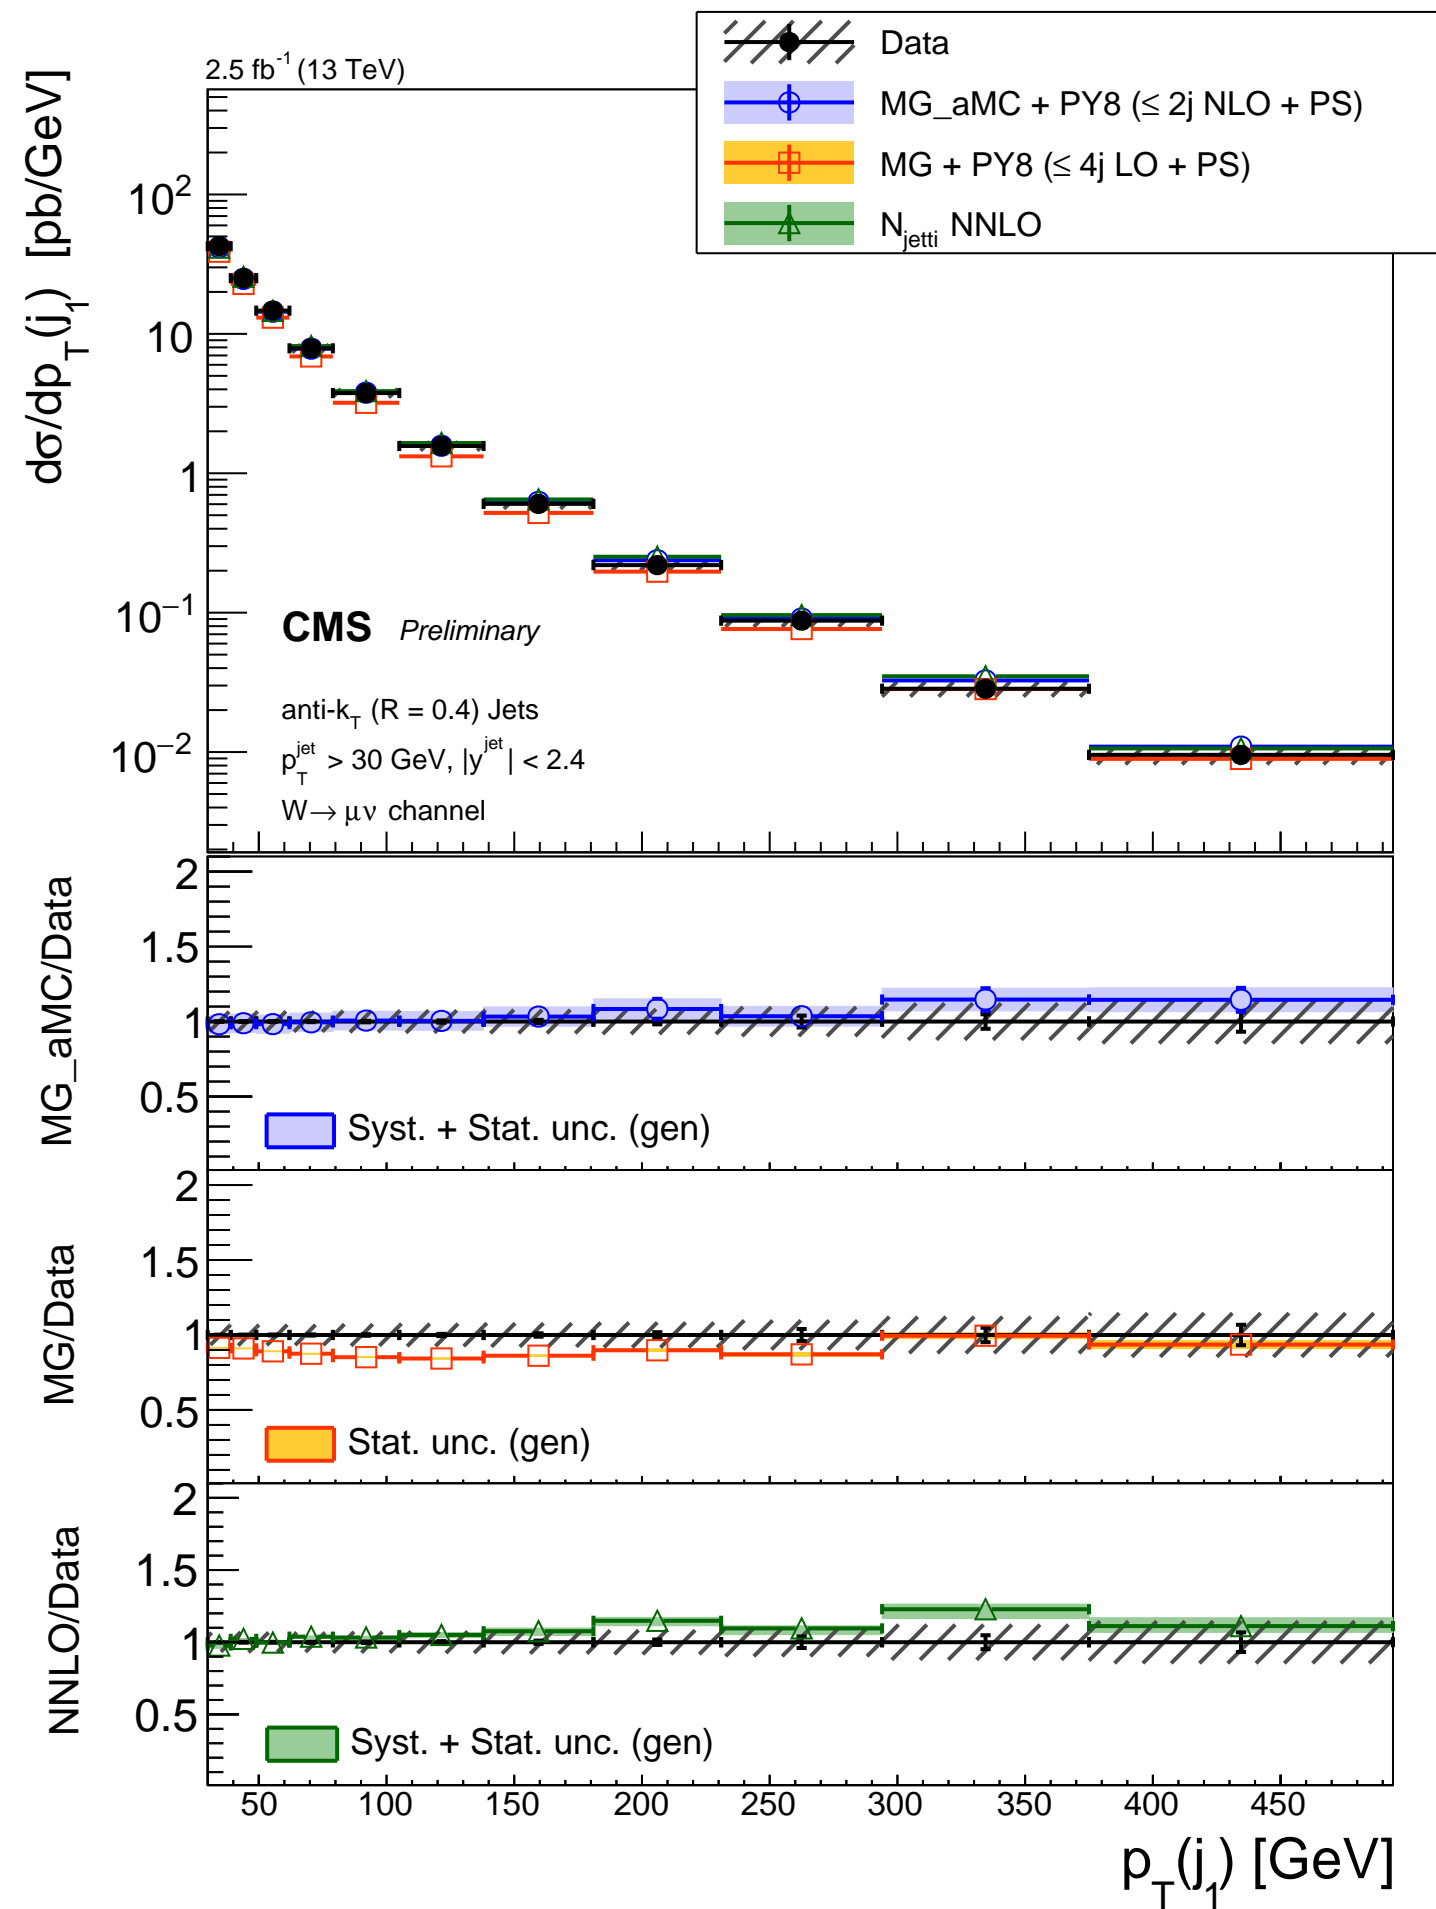 Data
MG_aMC + PY8 (≤ 2j NLO + PS)
MG + PY8 (≤ 4j LO + PS)
N_jetti NNLO
2.5 fb⁻¹ (13 TeV)
dσ/dp_T(j_1) [pb/GeV]
10²
10
1
10⁻¹
10⁻²
CMS Preliminary
anti-k_T (R = 0.4) Jets
p_T^jet > 30 GeV, |y^jet| < 2.4
W→ μν channel
MG_aMC/Data
2
1.5
1
0.5
Syst. + Stat. unc. (gen)
MG/Data
2
1.5
1
0.5
Stat. unc. (gen)
NNLO/Data
2
1.5
1
0.5
Syst. + Stat. unc. (gen)
50 100 150 200 250 300 350 400 450
p_T(j_1) [GeV]